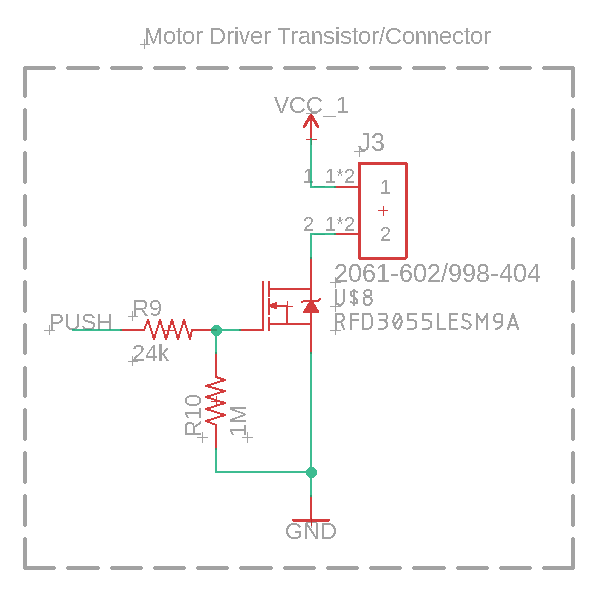 Motor Driver Transistor/Connector
VCC_1
J3
1 1*2 1
2 1*2 2
2061-602/998-404
U$8
RFD3055LESM9A
R9
PUSH
24k
R10
1M
GND